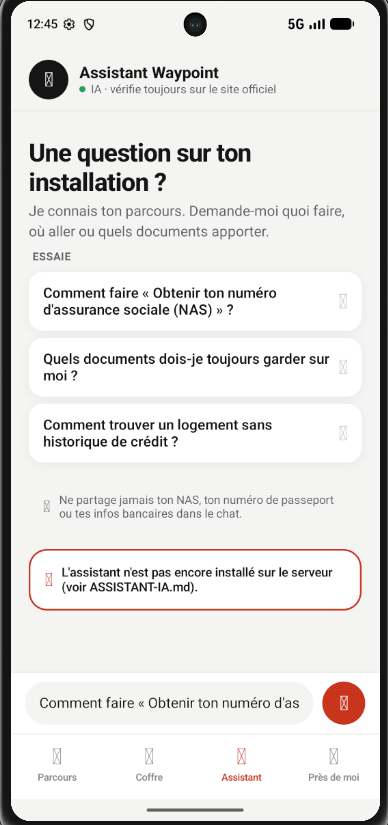 12:45
5G
Assistant Waypoint
IA · vérifie toujours sur le site officiel
Une question sur ton
installation ?
Je connais ton parcours. Demande-moi quoi faire,
où aller ou quels documents apporter.
ESSAIE
Comment faire « Obtenir ton numéro
d'assurance sociale (NAS) » ?
Quels documents dois-je toujours garder sur
moi ?
Comment trouver un logement sans
historique de crédit ?
Ne partage jamais ton NAS, ton numéro de passeport
ou tes infos bancaires dans le chat.
L'assistant n'est pas encore installé sur le serveur
(voir ASSISTANT-IA.md).
Comment faire « Obtenir ton numéro d'as
Parcours
Coffre
Assistant
Près de moi